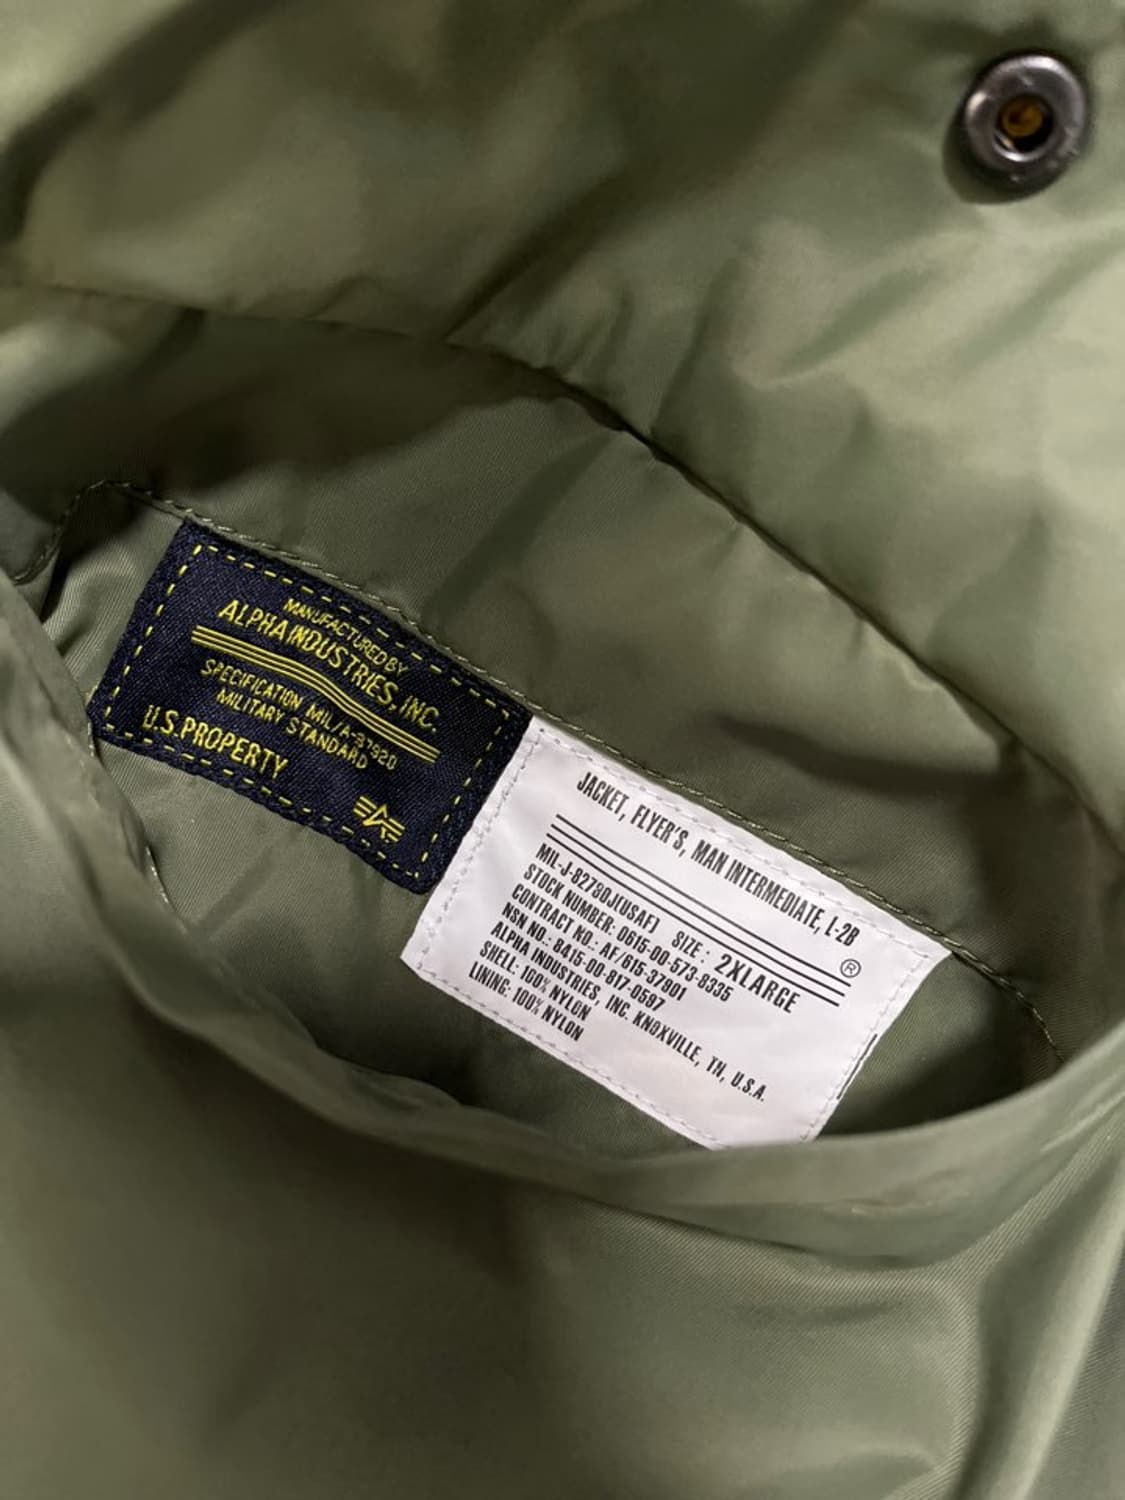 MANUFACTURED BY
ALPHA INDUSTRIES, INC.
SPECIFICATION MIL/A-87920
MILITARY STANDARD
U.S PROPERTY
JACKET, FLYER'S, MAN INTERMEDIATE, L-2B
®
MIL-J-82780J(USAF) SIZE: 2XLARGE
STOCK NUMBER: 0615-00-573-8335
CONTRACT NO.: AF/615-37901
NSN NO.: 8415-00-817-0597
ALPHA INDUSTRIES, INC. KNOXVILLE, TN, U.S.A.
SHELL: 100% NYLON
LINING: 100% NYLON